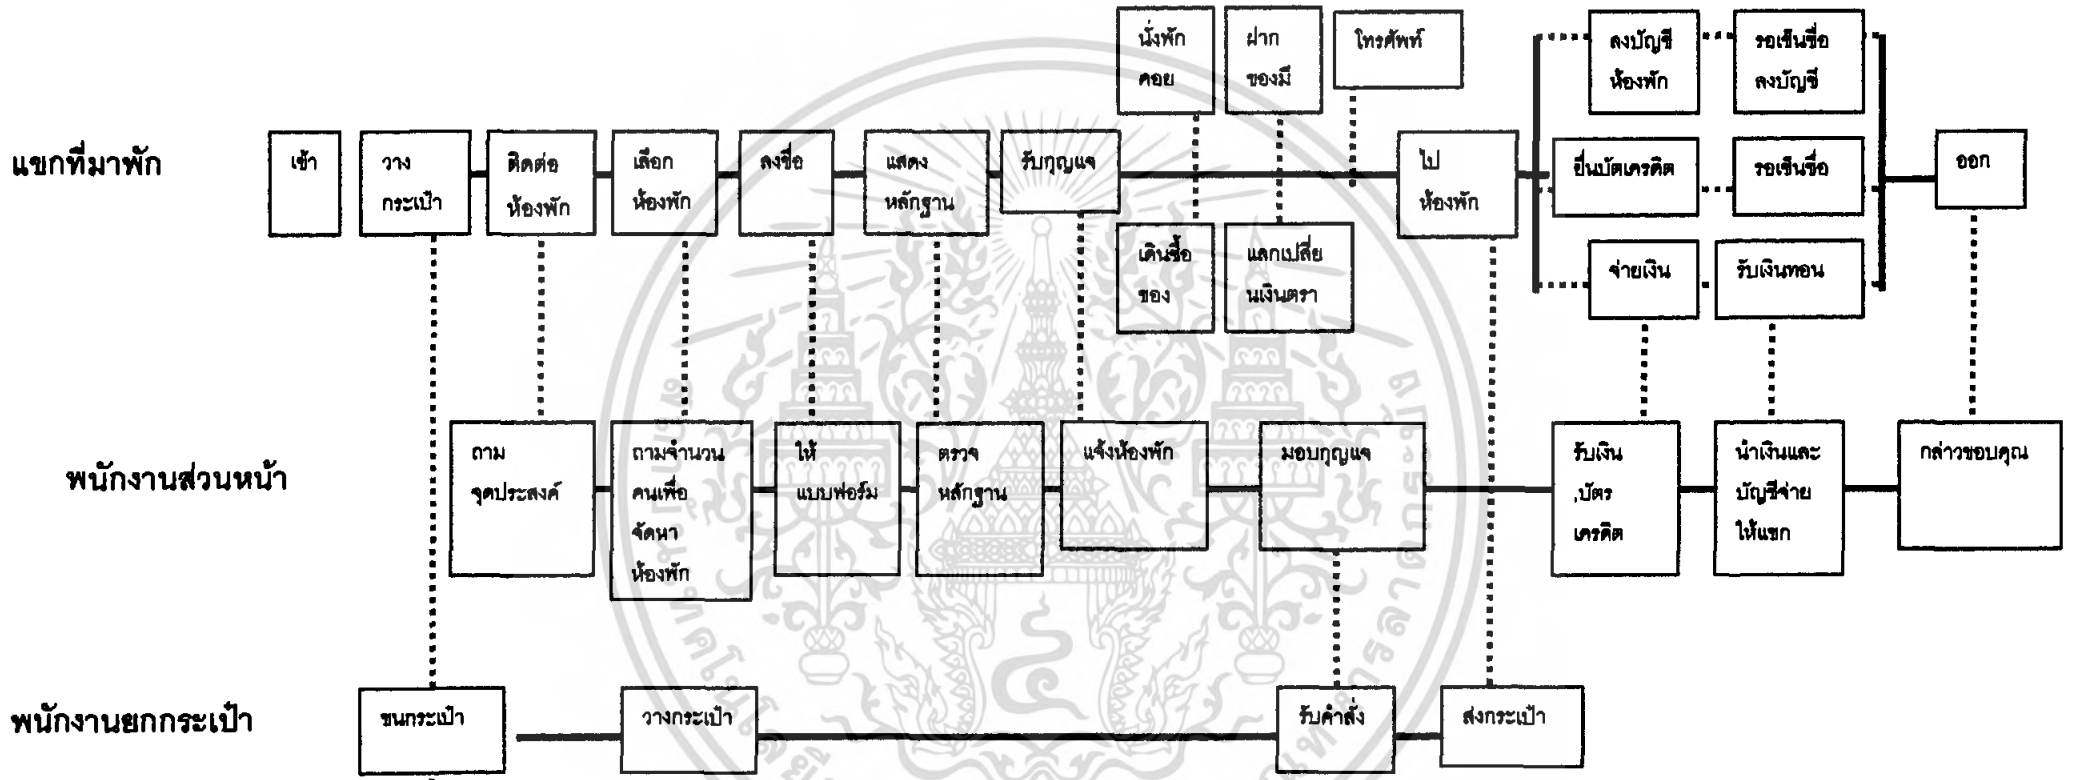 นั่งพัก
คอย
ฝาก
ของมี
โทรศัพท์
ลงบัญชี
ห้องพัก
รอเซ็นชื่อ
ลงบัญชี
แขกที่มาพัก
เข้า
วาง
กระเป๋า
ติดต่อ
ห้องพัก
เลือก
ห้องพัก
ลงชื่อ
แสดง
หลักฐาน
รับกุญแจ
ไป
ห้องพัก
ยื่นบัตเครดิต
รอเซ็นชื่อ
ออก
เดินซื้อ
ของ
แลกเปลี่ย
นเงินตรา
จ่ายเงิน
รับเงินทอน
พนักงานส่วนหน้า
ถาม
จุดประสงค์
ถามจำนวน
คนเพื่อ
จัดหา
ห้องพัก
ให้
แบบฟอร์ม
ตรวจ
หลักฐาน
แจ้งห้องพัก
มอบกุญแจ
รับเงิน
,บัตร
เครดิต
นำเงินและ
บัญชีจ่าย
ให้แขก
กล่าวขอบคุณ
พนักงานยกกระเป๋า
ขนกระเป๋า
วางกระเป๋า
รับคำสั่ง
ส่งกระเป๋า